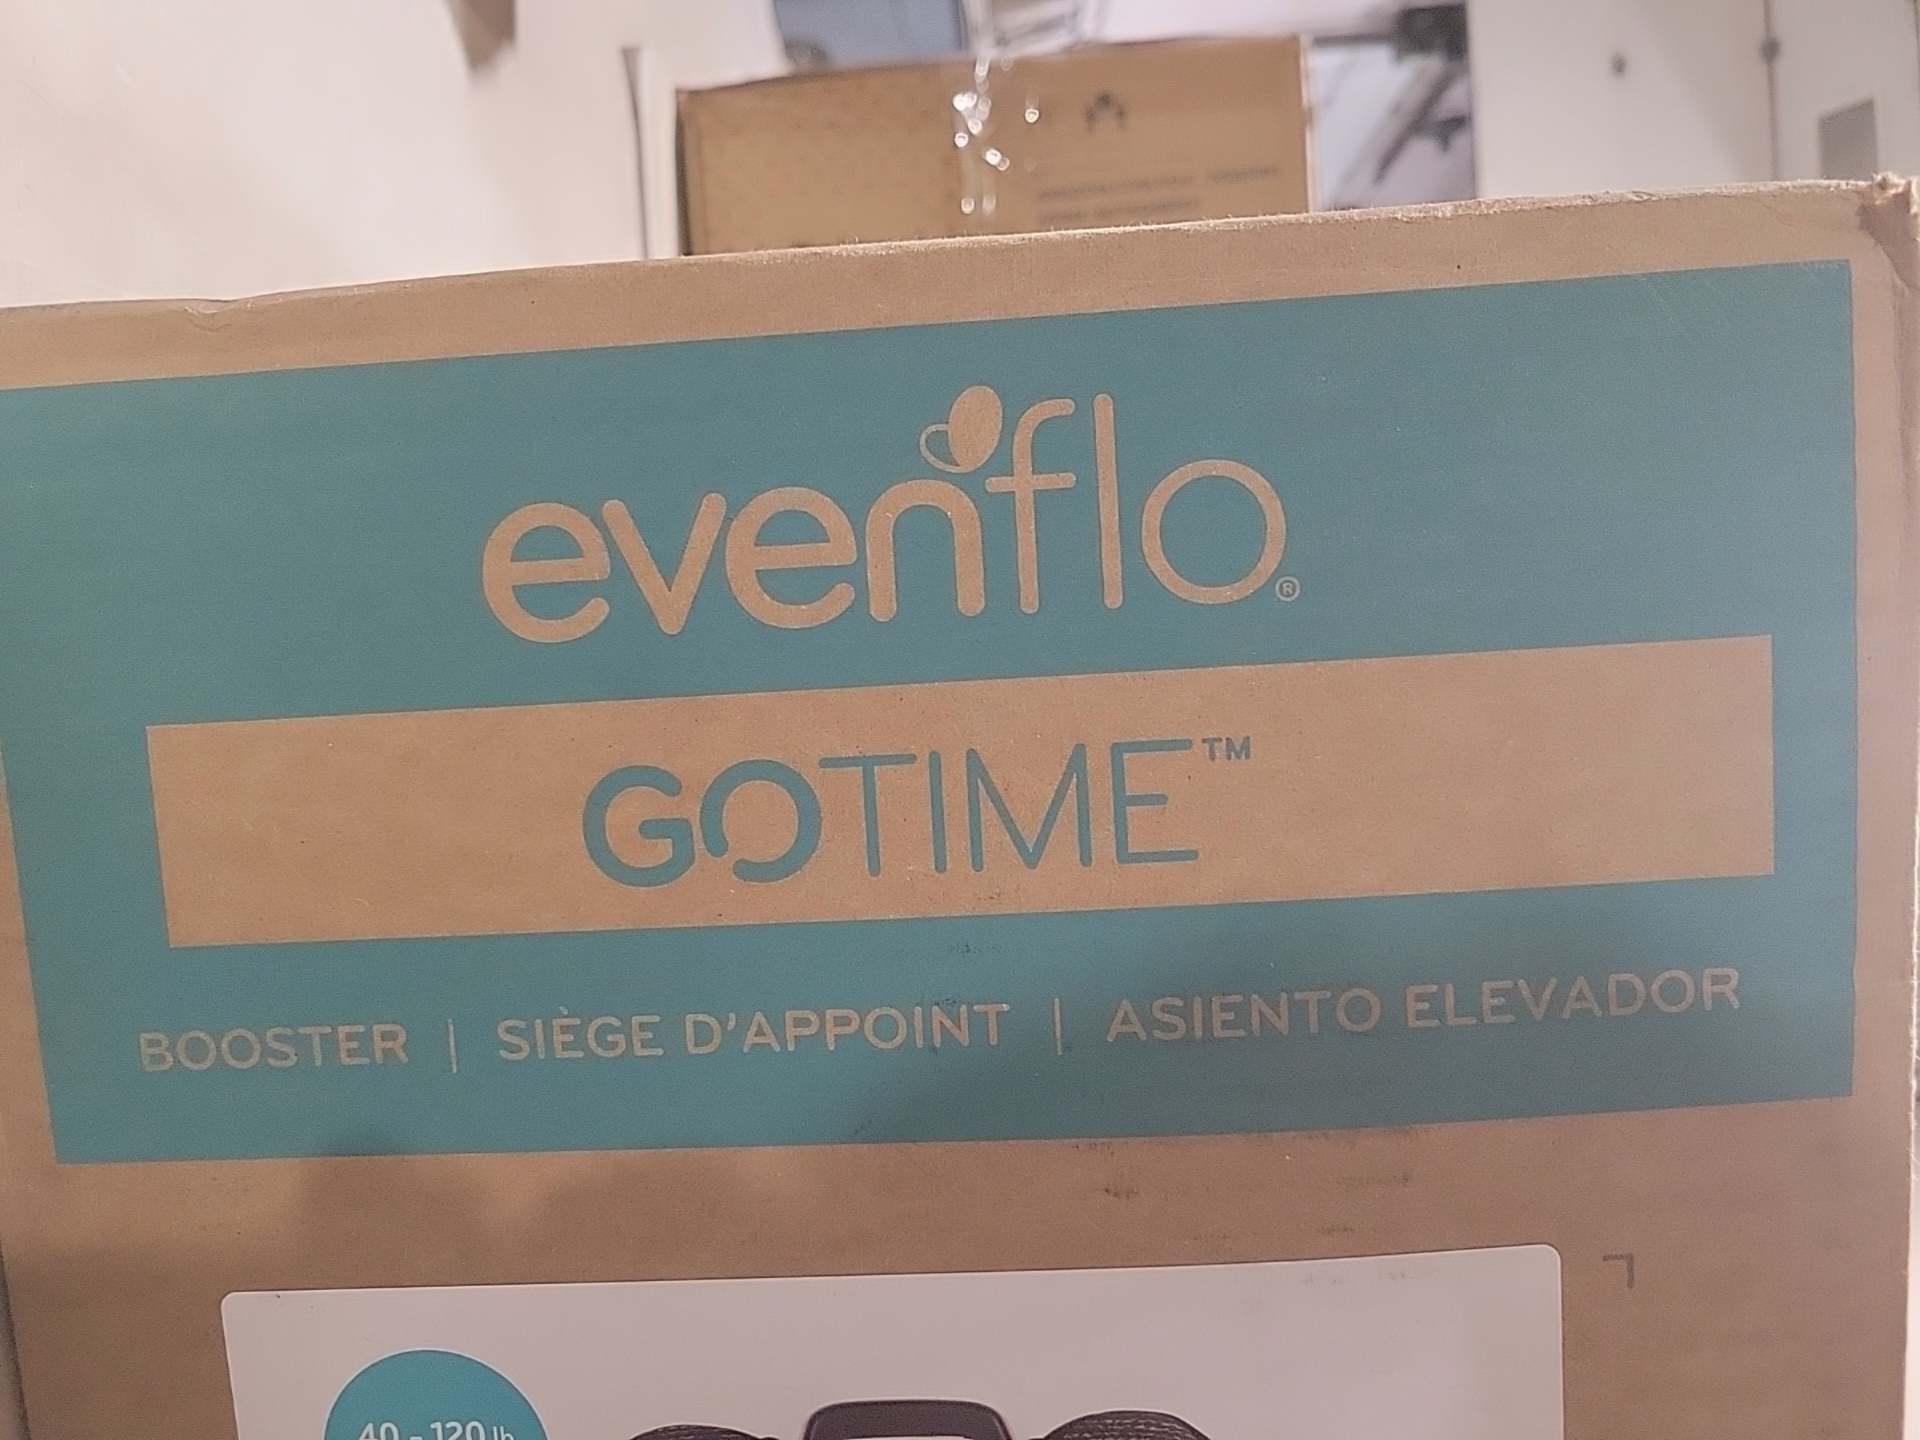 evenflo®
GOTIME™
BOOSTER | SIÈGE D'APPOINT | ASIENTO ELEVADOR
40 - 120 lb